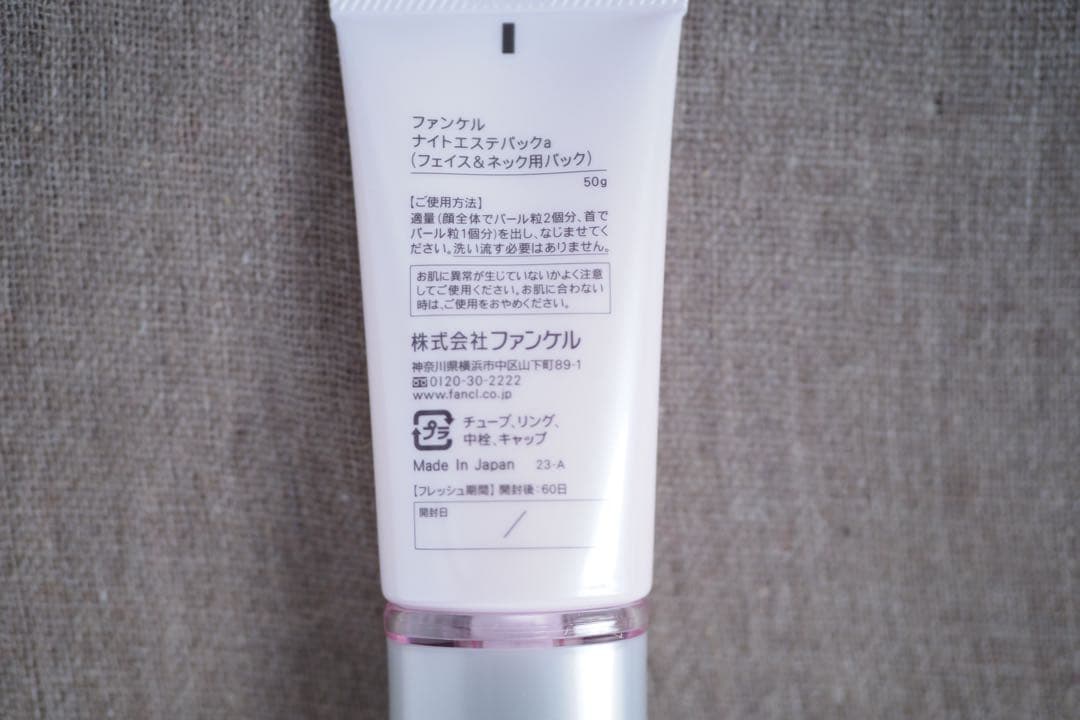 ファンケル
ナイトエステパックa
(フェイス&ネック用パック)
50g
【ご使用方法】
適量(顔全体でパール粒2個分、首で
パール粒1個分)を出し、なじませてく
ださい。洗い流す必要はありません。
お肌に異常が生じていないかよく注意
してご使用ください。お肌に合わない
時は、ご使用をおやめください。
株式会社ファンケル
神奈川県横浜市中区山下町89-1
0120-30-2222
www.fancl.co.jp
プラ
チューブ、リング、
中栓、キャップ
Made In Japan 23-A
【フレッシュ期間】開封後:60日
開封日
/